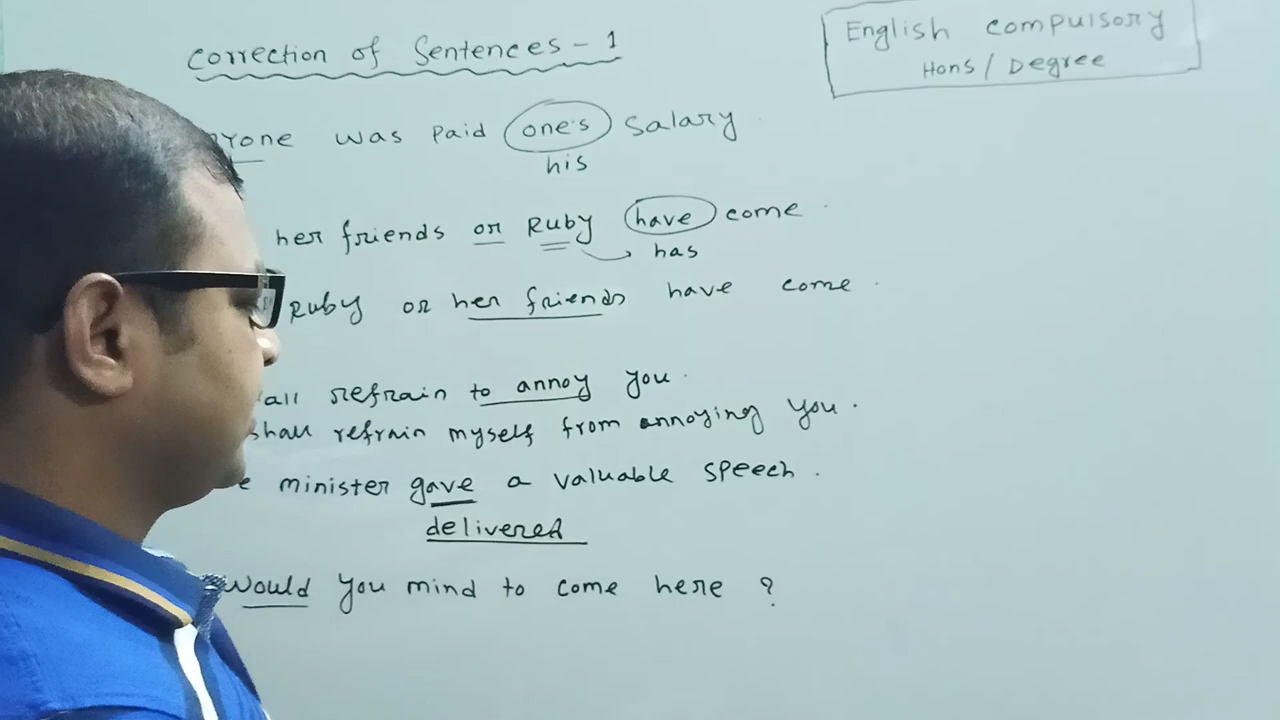 Correction of Sentences - 1
English compulsory
Hons / Degree
was paid one's salary
his
her friends or Ruby have come
has
Ruby or her friends have come.
refrain to annoy you.
shall refrain myself from annoying you.
minister gave a valuable speech.
delivered
Would you mind to come here ?